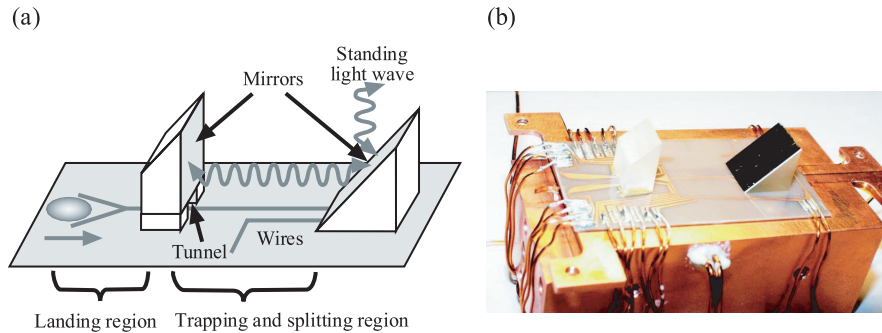 (a)
(b)
Standing
light wave
Mirrors
Tunnel
Wires
Landing region
Trapping and splitting region